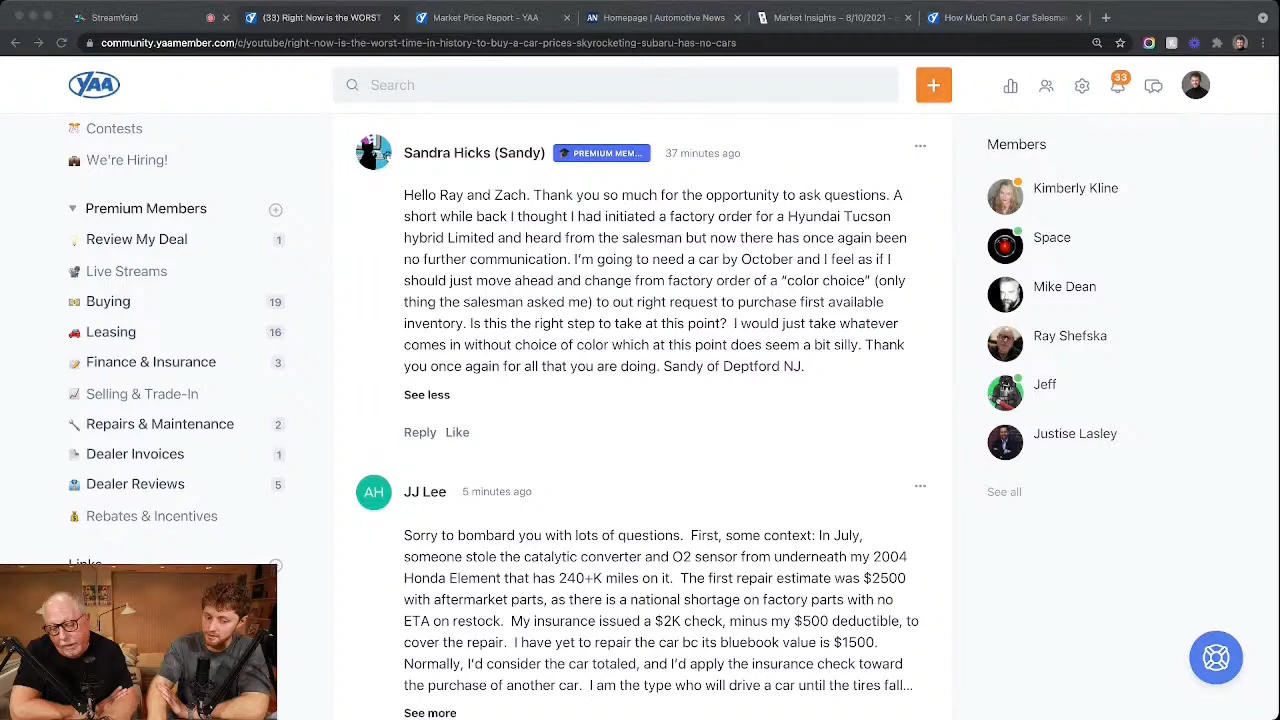 StreamYard
(33) Right Now is the WORST
Market Price Report - YAA
Homepage | Automotive News
Market Insights – 8/10/2021 -
How Much Can a Car Salesma
community.yaamember.com/c/youtube/right-now-is-the-worst-time-in-history-to-buy-a-car-prices-skyrocketing-subaru-has-no-cars
YAA
Search
33
Contests
We're Hiring!
Premium Members
Review My Deal 1
Live Streams
Buying 19
Leasing 16
Finance & Insurance 3
Selling & Trade-In
Repairs & Maintenance 2
Dealer Invoices 1
Dealer Reviews 5
Rebates & Incentives
Links
Sandra Hicks (Sandy) PREMIUM MEM... 37 minutes ago
Hello Ray and Zach. Thank you so much for the opportunity to ask questions. A
short while back I thought I had initiated a factory order for a Hyundai Tucson
hybrid Limited and heard from the salesman but now there has once again been
no further communication. I'm going to need a car by October and I feel as if I
should just move ahead and change from factory order of a “color choice” (only
thing the salesman asked me) to out right request to purchase first available
inventory. Is this the right step to take at this point? I would just take whatever
comes in without choice of color which at this point does seem a bit silly. Thank
you once again for all that you are doing. Sandy of Deptford NJ.
See less
Reply Like
AH
JJ Lee 5 minutes ago
Sorry to bombard you with lots of questions. First, some context: In July,
someone stole the catalytic converter and O2 sensor from underneath my 2004
Honda Element that has 240+K miles on it. The first repair estimate was $2500
with aftermarket parts, as there is a national shortage on factory parts with no
ETA on restock. My insurance issued a $2K check, minus my $500 deductible, to
cover the repair. I have yet to repair the car bc its bluebook value is $1500.
Normally, I'd consider the car totaled, and I'd apply the insurance check toward
the purchase of another car. I am the type who will drive a car until the tires fall...
See more
Members
Kimberly Kline
Space
Mike Dean
Ray Shefska
Jeff
Justise Lasley
See all